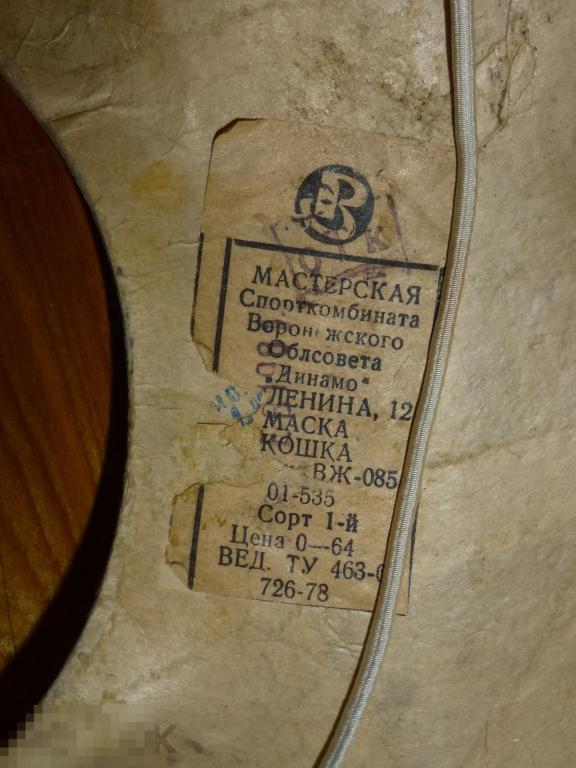 В
О Т К
МАСТЕРСКАЯ
Спорткомбината
Воронежского
Облсовета
"Динамо"
ЛЕНИНА, 12
МАСКА
КОШКА
ВЖ-085
01-535
Сорт 1-й
Цена 0—64
ВЕД. ТУ 463-
726-78